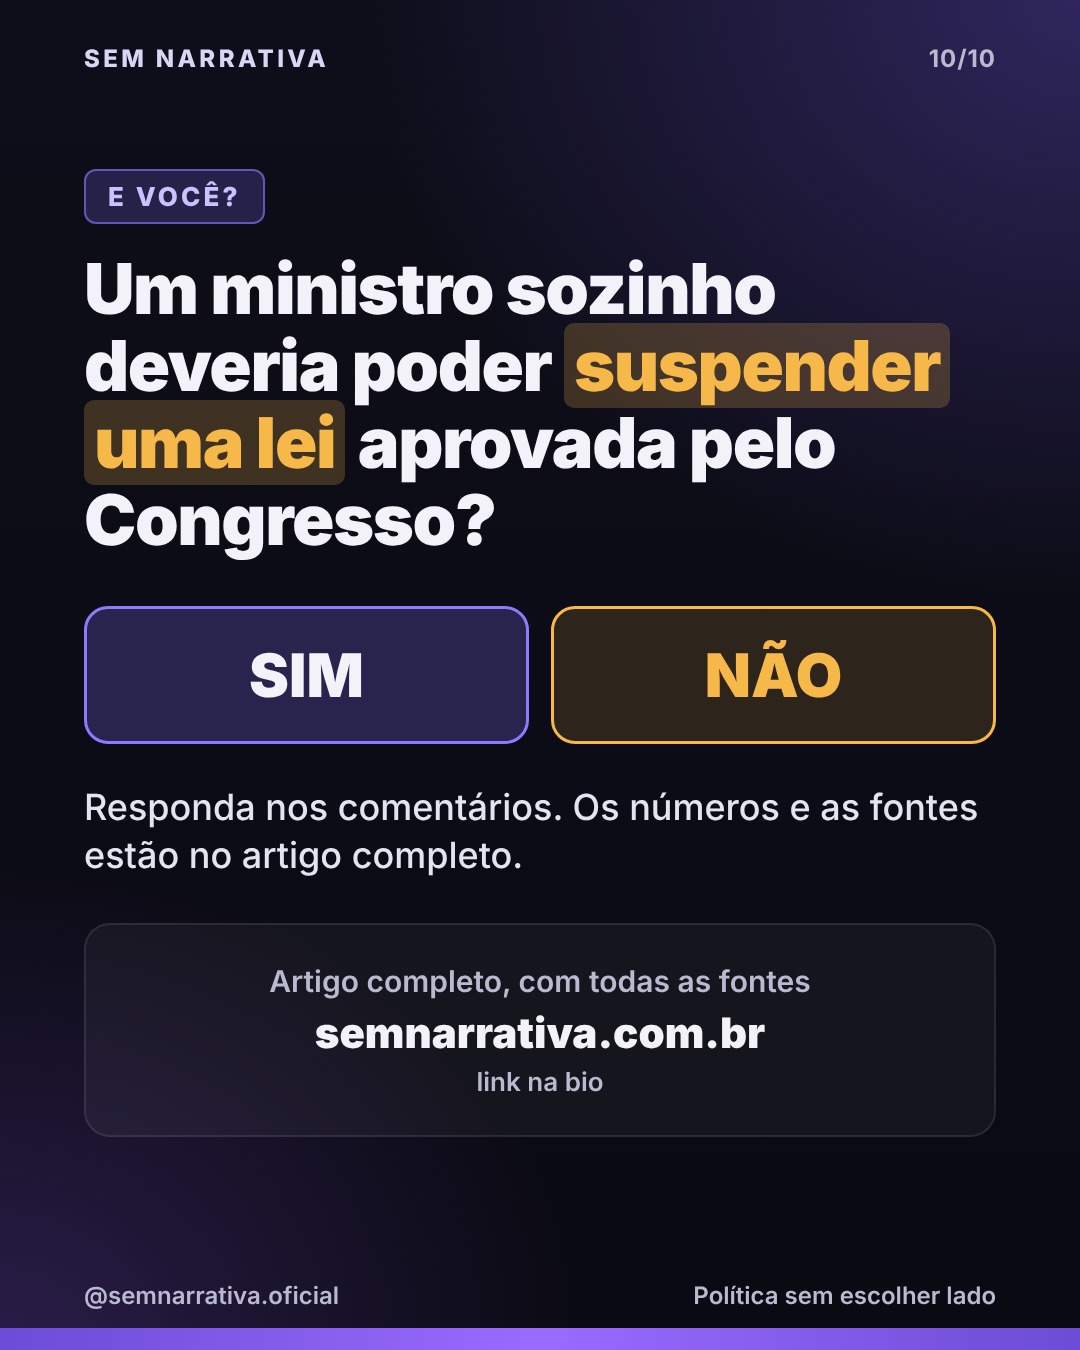 SEM NARRATIVA
10/10
E VOCÊ?
Um ministro sozinho
deveria poder suspender
uma lei aprovada pelo
Congresso?
SIM
NÃO
Responda nos comentários. Os números e as fontes
estão no artigo completo.
Artigo completo, com todas as fontes
semnarrativa.com.br
link na bio
@semnarrativa.oficial
Política sem escolher lado